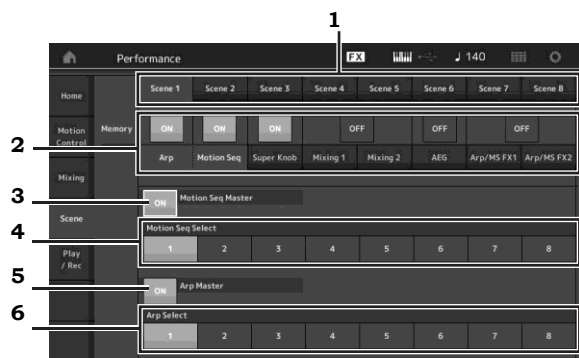 1
Performance FX 140
Home Scene 1 Scene 2 Scene 3 Scene 4 Scene 5 Scene 6 Scene 7 Scene 8
2
Motion Control Memory ON ON ON OFF OFF OFF
Arp Motion Seq Super Knob Mixing 1 Mixing 2 AEG Arp/MS FX1 Arp/MS FX2
Mixing
3
ON Motion Seq Master
Scene
4
Motion Seq Select
1 2 3 4 5 6 7 8
Play / Rec
5
ON Arp Master
6
Arp Select
1 2 3 4 5 6 7 8